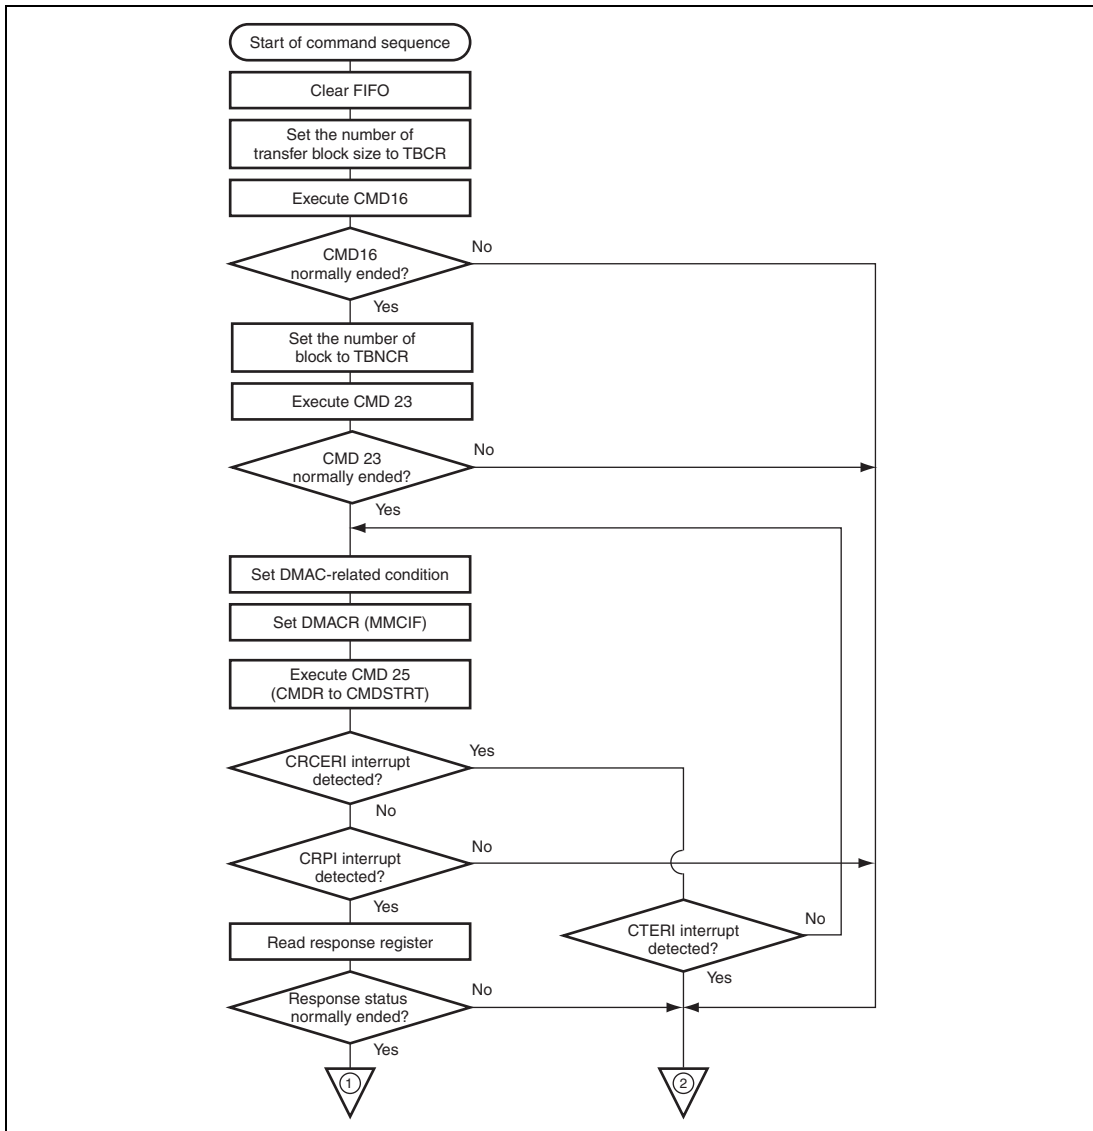 Start of command sequence
Clear FIFO
Set the number of
transfer block size to TBCR
Execute CMD16
CMD16
normally ended?
No
Yes
Set the number of
block to TBNCR
Execute CMD 23
CMD 23
normally ended?
No
Yes
Set DMAC-related condition
Set DMACR (MMCIF)
Execute CMD 25
(CMDR to CMDSTRT)
CRCERI interrupt
detected?
Yes
No
CRPI interrupt
detected?
No
Yes
CTERI interrupt
detected?
No
Yes
Read response register
Response status
normally ended?
No
Yes
1
2